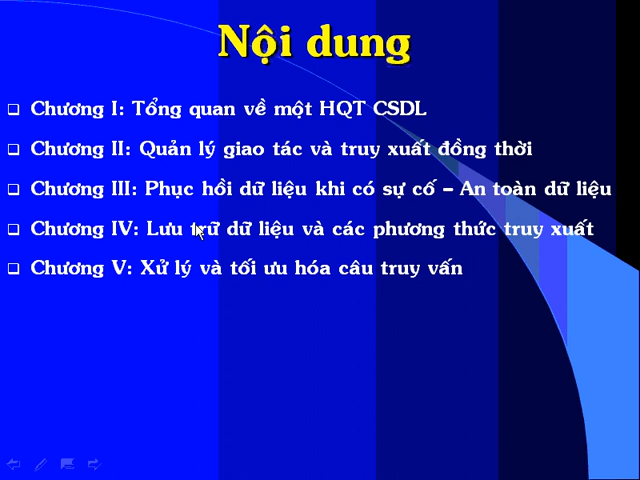 Nội dung
Chương I: Tổng quan về một HQT CSDL
Chương II: Quản lý giao tác và truy xuất đồng thời
Chương III: Phục hồi dữ liệu khi có sự cố – An toàn dữ liệu
Chương IV: Lưu trữ dữ liệu và các phương thức truy xuất
Chương V: Xử lý và tối ưu hóa câu truy vấn